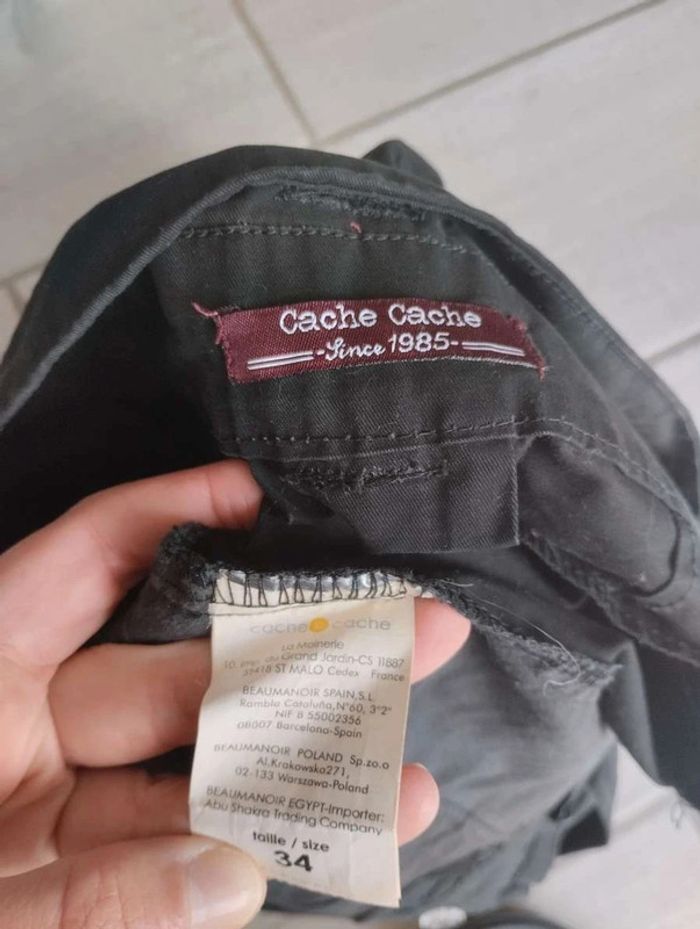 Cache Cache
-Since 1985-
cache cache
La Moinerie
10, du Grand Jardin-CS 11887
35418 ST MALO Cedex France
BEAUMANOIR SPAIN, S.L
Rambla Cataluña, N°60, 3°2°
NIF B 55002356
08007 Barcelona-Spain
BEAUMANOIR POLAND Sp.zo.o
Al.Krakowska271,
02-133 Warszawa-Poland
BEAUMANOIR EGYPT-Importer:
Abu Shakra Trading Company
taille / size
34